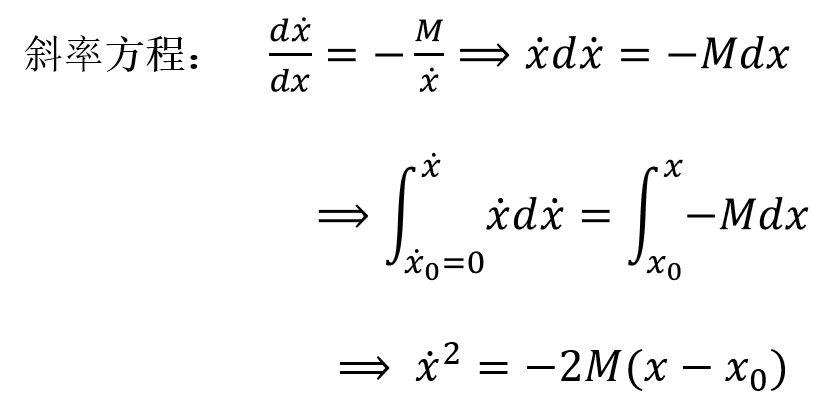 斜率方程： dẋ/dx = −M/ẋ ⟹ ẋdẋ = −Mdx
⟹ ∫_{ẋ₀=0}^{ẋ} ẋdẋ = ∫_{x₀}^{x} −Mdx
⟹ ẋ² = −2M(x − x₀)